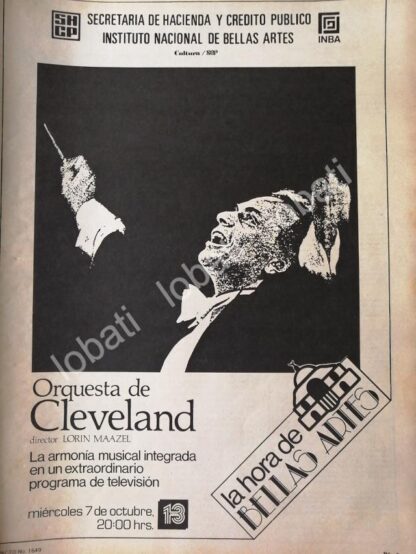 SHCP
SECRETARIA DE HACIENDA Y CREDITO PUBLICO
INSTITUTO NACIONAL DE BELLAS ARTES
INBA
Cultura / SEP
lobati lobati lobati
Orquesta de
Cleveland
director LORIN MAAZEL
La armonía musical integrada
en un extraordinario
programa de televisión
miércoles 7 de octubre,
20:00 hrs.
13
la hora de
BELLAS ARTES